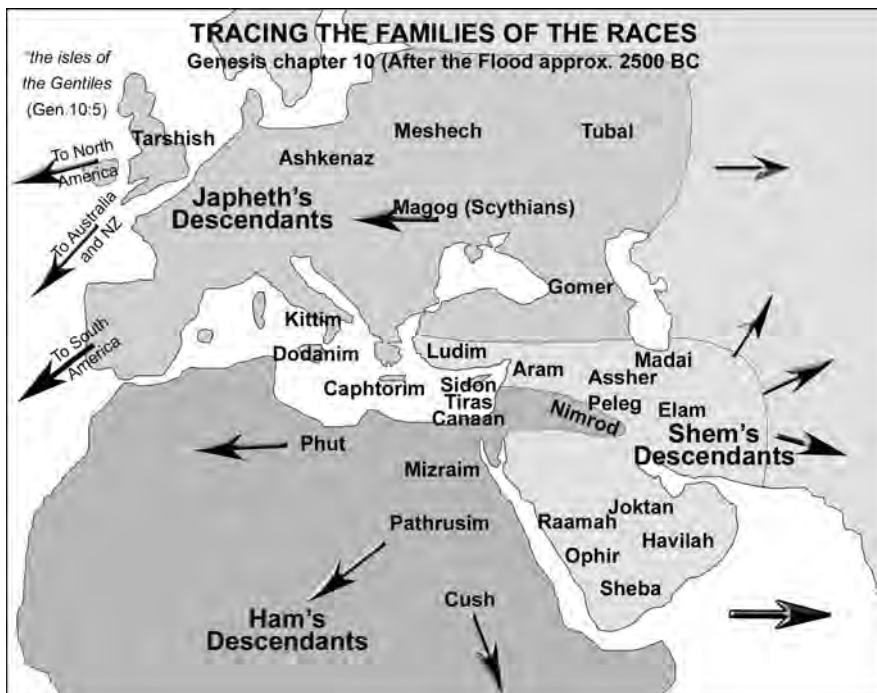 TRACING THE FAMILIES OF THE RACES
Genesis chapter 10 (After the Flood approx. 2500 BC
"the isles of
the Gentiles
(Gen.10:5)
Tarshish
Meshech
Tubal
Ashkenaz
To North
America
Japheth's
Descendants
Magog (Scythians)
To Australia
and NZ
Gomer
Kittim
To South
America
Dodanim
Ludim
Madai
Aram
Assher
Caphtorim
Sidon
Tiras
Canaan
Peleg
Nimrod
Elam
Shem's
Descendants
Phut
Mizraim
Joktan
Pathrusim
Raamah
Havilah
Ophir
Sheba
Cush
Ham's
Descendants